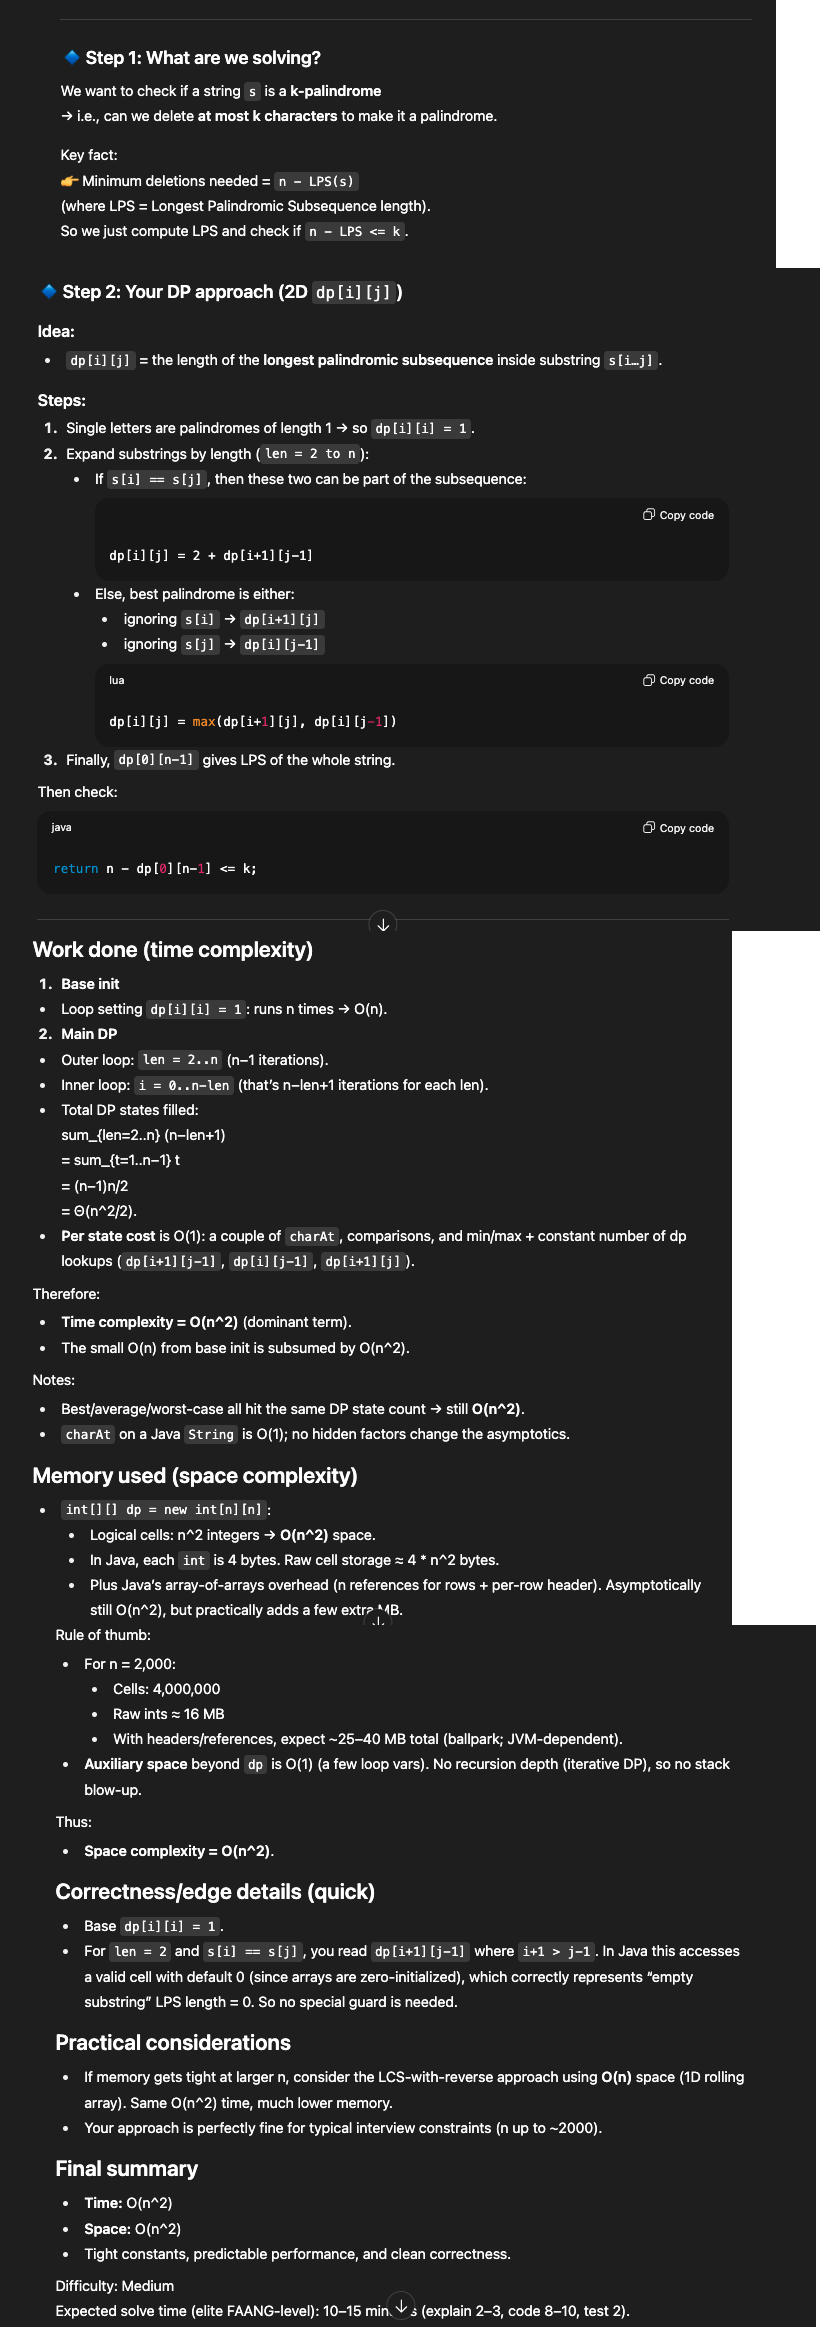 Step 1: What are we solving?
We want to check if a string s is a k-palindrome
→ i.e., can we delete at most k characters to make it a palindrome.
Key fact:
👉 Minimum deletions needed = n - LPS(s)
(where LPS = Longest Palindromic Subsequence length).
So we just compute LPS and check if n - LPS <= k.
Step 2: Your DP approach (2D dp[i][j])
Idea:
• dp[i][j] = the length of the longest palindromic subsequence inside substring s[i…j].
Steps:
1. Single letters are palindromes of length 1 → so dp[i][i] = 1.
2. Expand substrings by length (len = 2 to n):
• If s[i] == s[j], then these two can be part of the subsequence:
Copy code
dp[i][j] = 2 + dp[i+1][j-1]
• Else, best palindrome is either:
• ignoring s[i] → dp[i+1][j]
• ignoring s[j] → dp[i][j-1]
lua Copy code
dp[i][j] = max(dp[i+1][j], dp[i][j-1])
3. Finally, dp[0][n-1] gives LPS of the whole string.
Then check:
java Copy code
return n - dp[0][n-1] <= k;
Work done (time complexity)
1. Base init
• Loop setting dp[i][i] = 1: runs n times → O(n).
2. Main DP
• Outer loop: len = 2..n (n−1 iterations).
• Inner loop: i = 0..n-len (that’s n−len+1 iterations for each len).
• Total DP states filled:
sum_{len=2..n} (n−len+1)
= sum_{t=1..n−1} t
= (n−1)n/2
= Θ(n^2/2).
• Per state cost is O(1): a couple of charAt, comparisons, and min/max + constant number of dp
lookups (dp[i+1][j-1], dp[i][j-1], dp[i+1][j]).
Therefore:
• Time complexity = O(n^2) (dominant term).
• The small O(n) from base init is subsumed by O(n^2).
Notes:
• Best/average/worst-case all hit the same DP state count → still O(n^2).
• charAt on a Java String is O(1); no hidden factors change the asymptotics.
Memory used (space complexity)
• int[][] dp = new int[n][n]:
• Logical cells: n^2 integers → O(n^2) space.
• In Java, each int is 4 bytes. Raw cell storage ≈ 4 * n^2 bytes.
• Plus Java’s array-of-arrays overhead (n references for rows + per-row header). Asymptotically
still O(n^2), but practically adds a few extra MB.
Rule of thumb:
• For n = 2,000:
• Cells: 4,000,000
• Raw ints ≈ 16 MB
• With headers/references, expect ~25–40 MB total (ballpark; JVM-dependent).
• Auxiliary space beyond dp is O(1) (a few loop vars). No recursion depth (iterative DP), so no stack
blow-up.
Thus:
• Space complexity = O(n^2).
Correctness/edge details (quick)
• Base dp[i][i] = 1.
• For len = 2 and s[i] == s[j], you read dp[i+1][j-1] where i+1 > j-1. In Java this accesses
a valid cell with default 0 (since arrays are zero-initialized), which correctly represents “empty
substring” LPS length = 0. So no special guard is needed.
Practical considerations
• If memory gets tight at larger n, consider the LCS-with-reverse approach using O(n) space (1D rolling
array). Same O(n^2) time, much lower memory.
• Your approach is perfectly fine for typical interview constraints (n up to ~2000).
Final summary
• Time: O(n^2)
• Space: O(n^2)
• Tight constants, predictable performance, and clean correctness.
Difficulty: Medium
Expected solve time (elite FAANG-level): 10–15 minutes (explain 2–3, code 8–10, test 2).